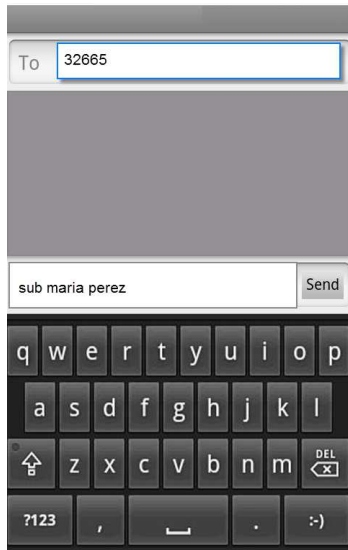 To 32665
sub maria perez Send
q w e r t y u i o p
a s d f g h j k l
z x c v b n m DEL
?123 , . :-)